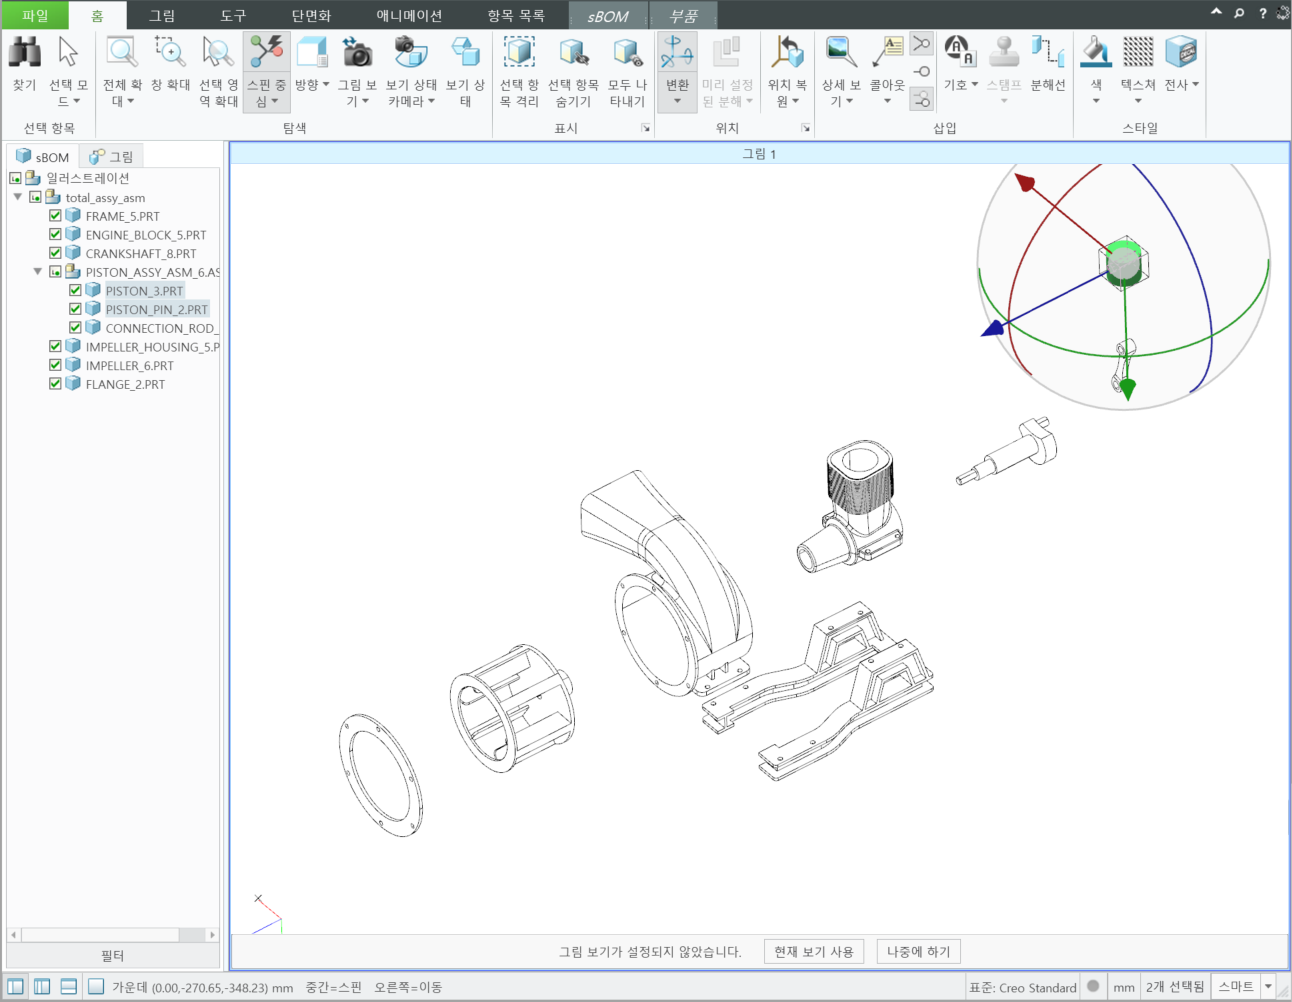 파일 홈 그림 도구 단면화 애니메이션 항목 목록 sBOM 부품 ?
찾기 선택 모드 전체 확대 창 확대 선택 영역 확대 스핀 중심 방향 그림 보기 보기 상태 카메라 보기 상태 선택 항목 격리 선택 항목 숨기기 모두 나타내기 변환 미리 설정된 분해 위치 복원 상세 보기 콜아웃 기호 스탬프 분해선 색 텍스쳐 전사
선택 항목 탐색 표시 위치 삽입 스타일
sBOM 그림
그림 1
일러스트레이션
total_assy_asm
FRAME_5.PRT
ENGINE_BLOCK_5.PRT
CRANKSHAFT_8.PRT
PISTON_ASSY_ASM_6.AS
PISTON_3.PRT
PISTON_PIN_2.PRT
CONNECTION_ROD_
IMPELLER_HOUSING_5.P
IMPELLER_6.PRT
FLANGE_2.PRT
X
필터
그림 보기가 설정되지 않았습니다. 현재 보기 사용 나중에 하기
가운데 (0.00,-270.65,-348.23) mm 중간=스핀 오른쪽=이동 표준: Creo Standard mm 2개 선택됨 스마트